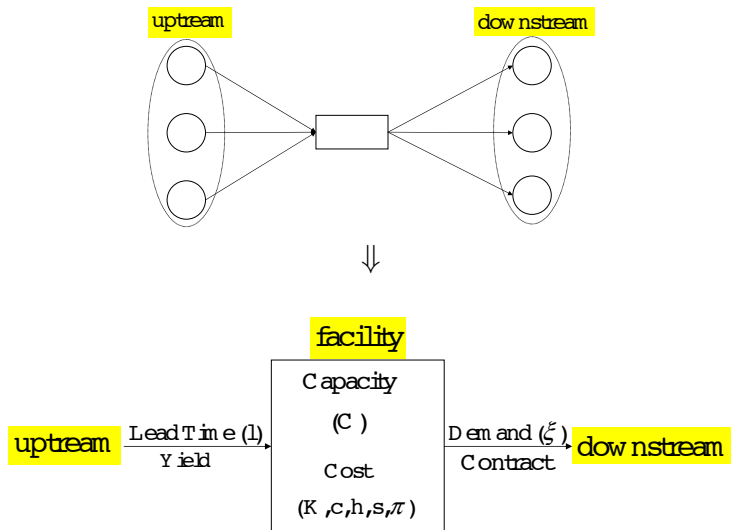 uptream
downstream
⇓
facility
Capacity
(C)
Cost
(K,c,h,s,π)
uptream
Lead Time(l)
Yield
Demand(ξ)
Contract
downstream